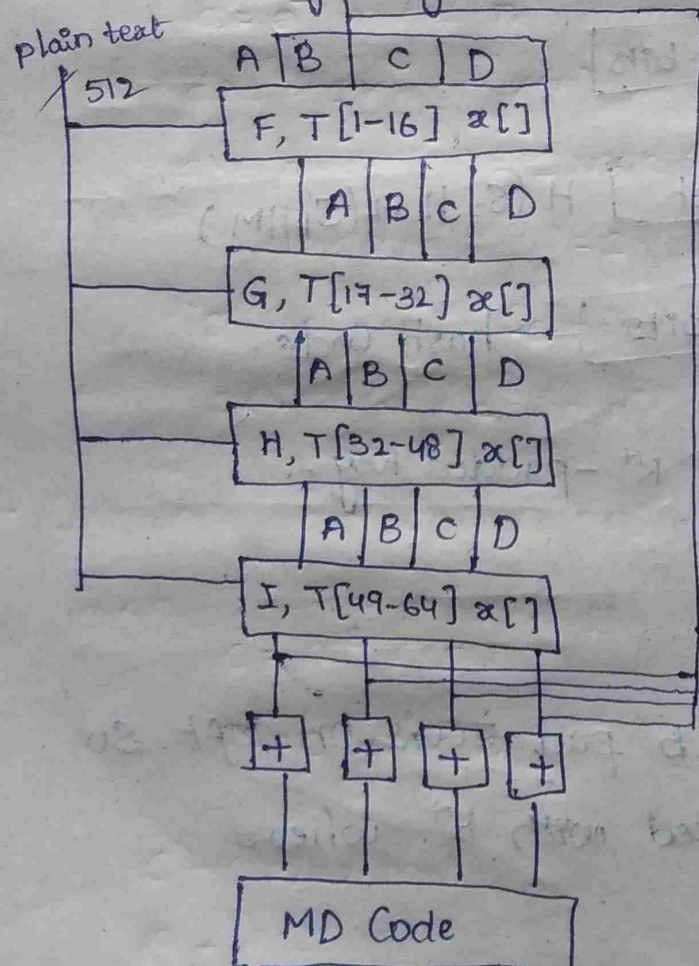 plain text
512
A B C D
F, T[1-16] x[]
A B C D
G, T[17-32] x[]
A B C D
H, T[32-48] x[]
A B C D
I, T[49-64] x[]
+ + + +
MD Code